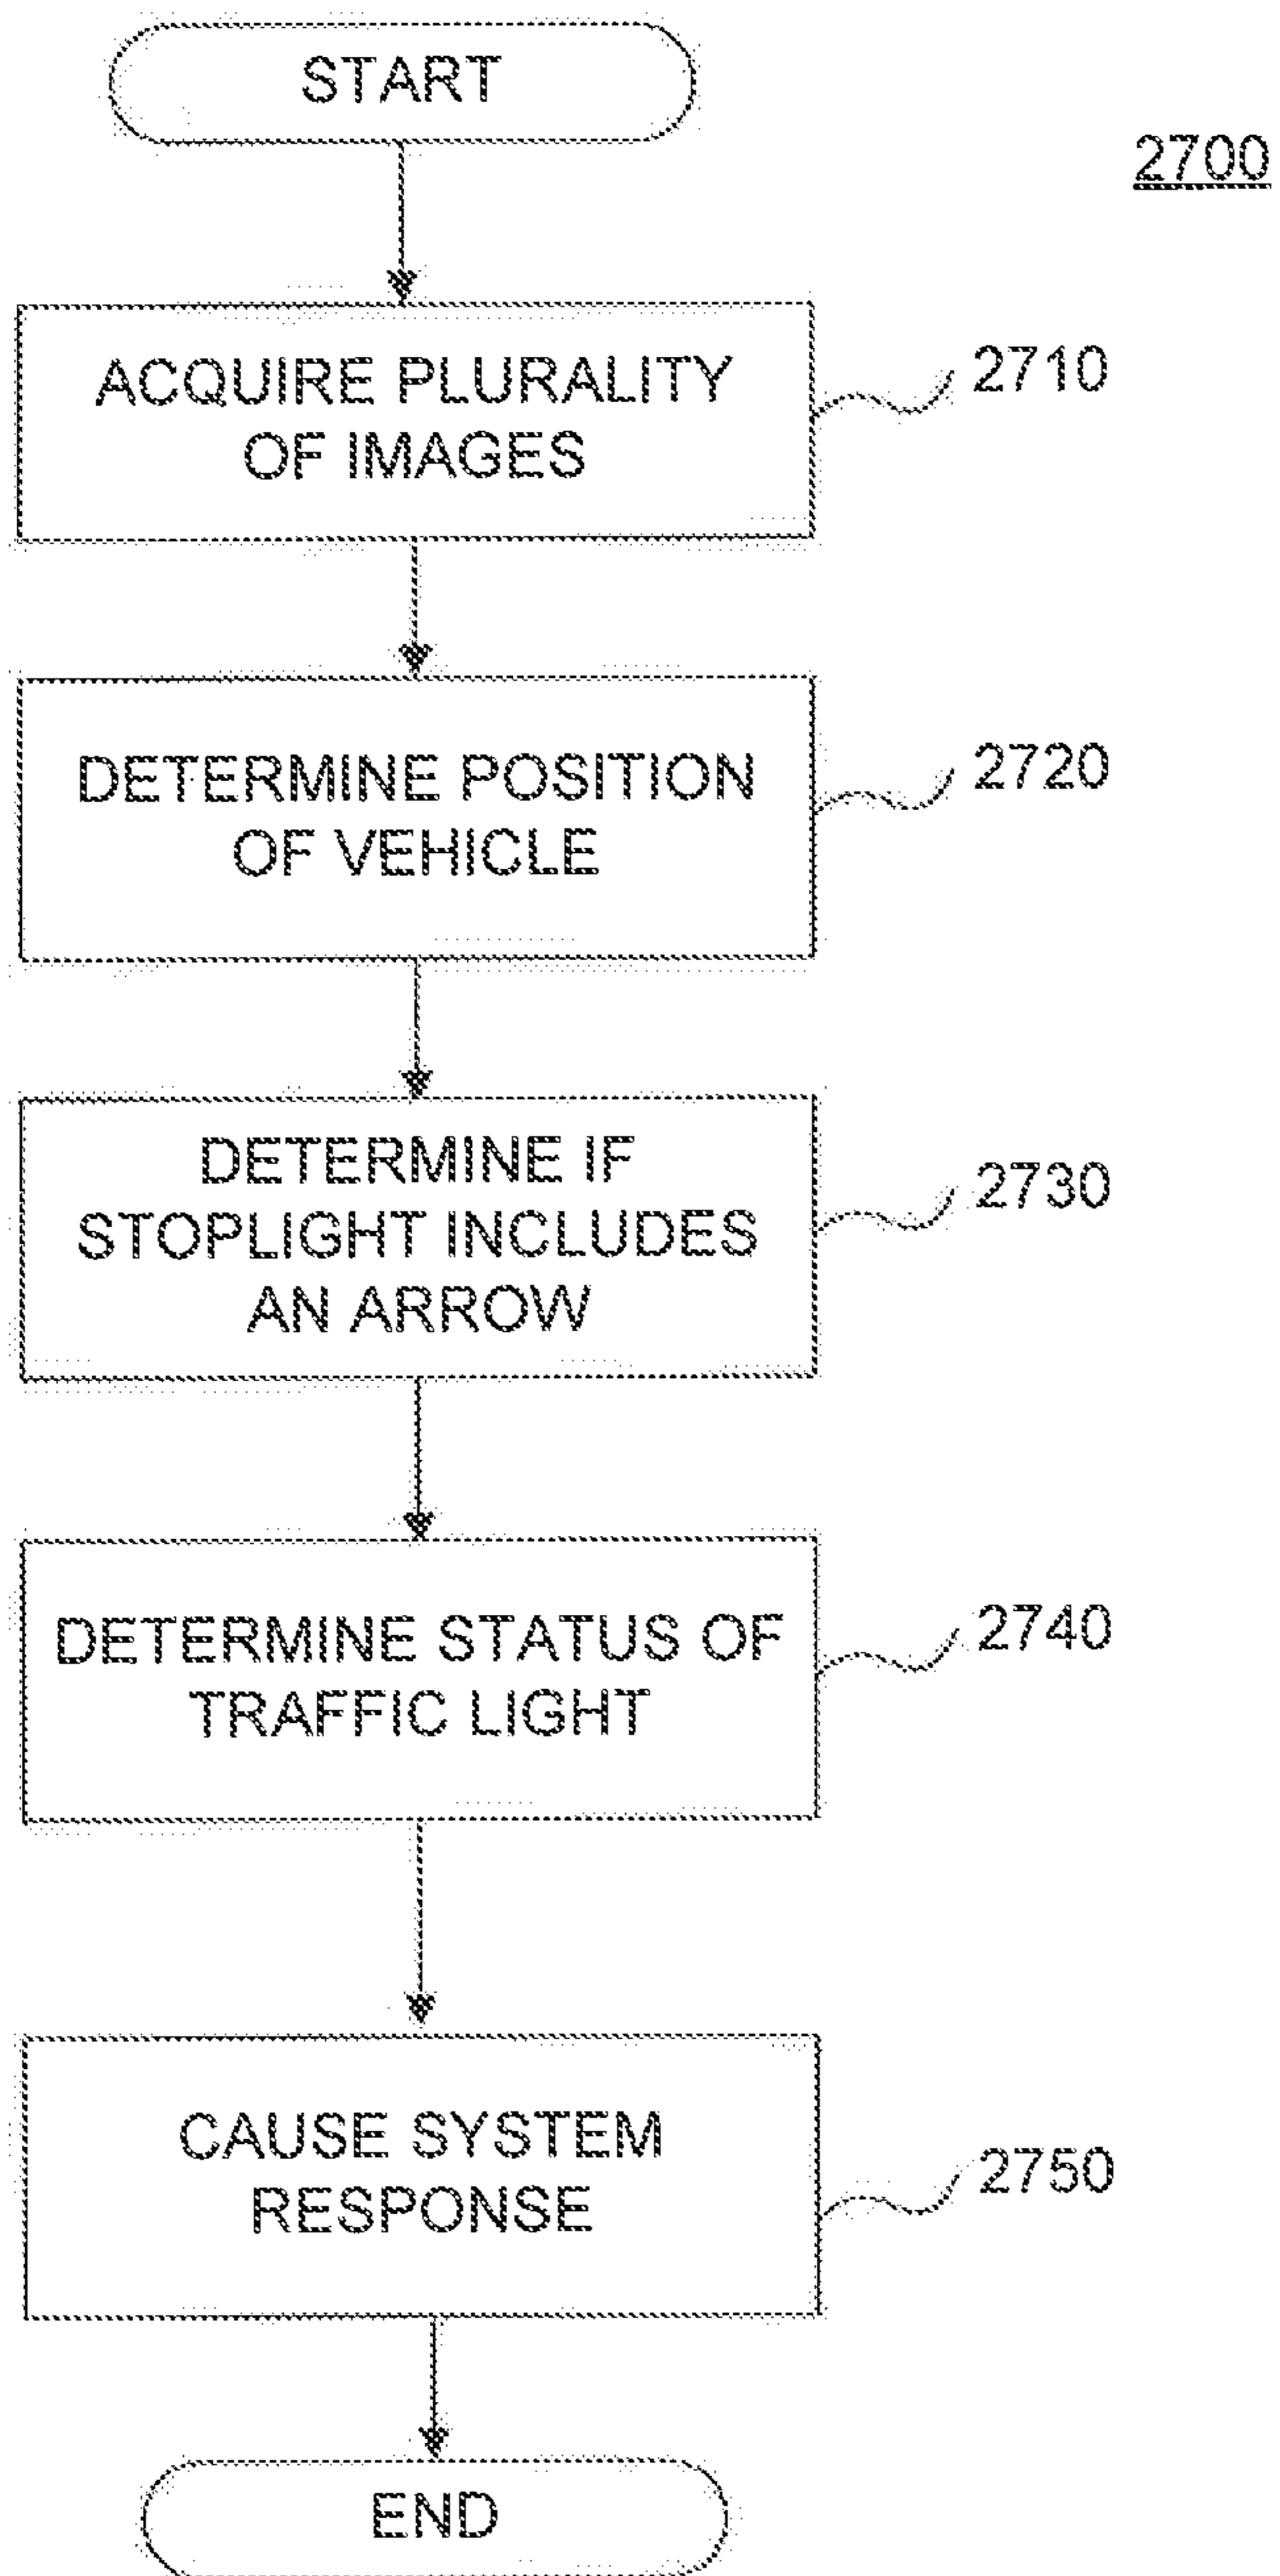 START
2700
ACQUIRE PLURALITY
OF IMAGES
2710
DETERMINE POSITION
OF VEHICLE
2720
DETERMINE IF
STOPLIGHT INCLUDES
AN ARROW
2730
DETERMINE STATUS OF
TRAFFIC LIGHT
2740
CAUSE SYSTEM
RESPONSE
2750
END